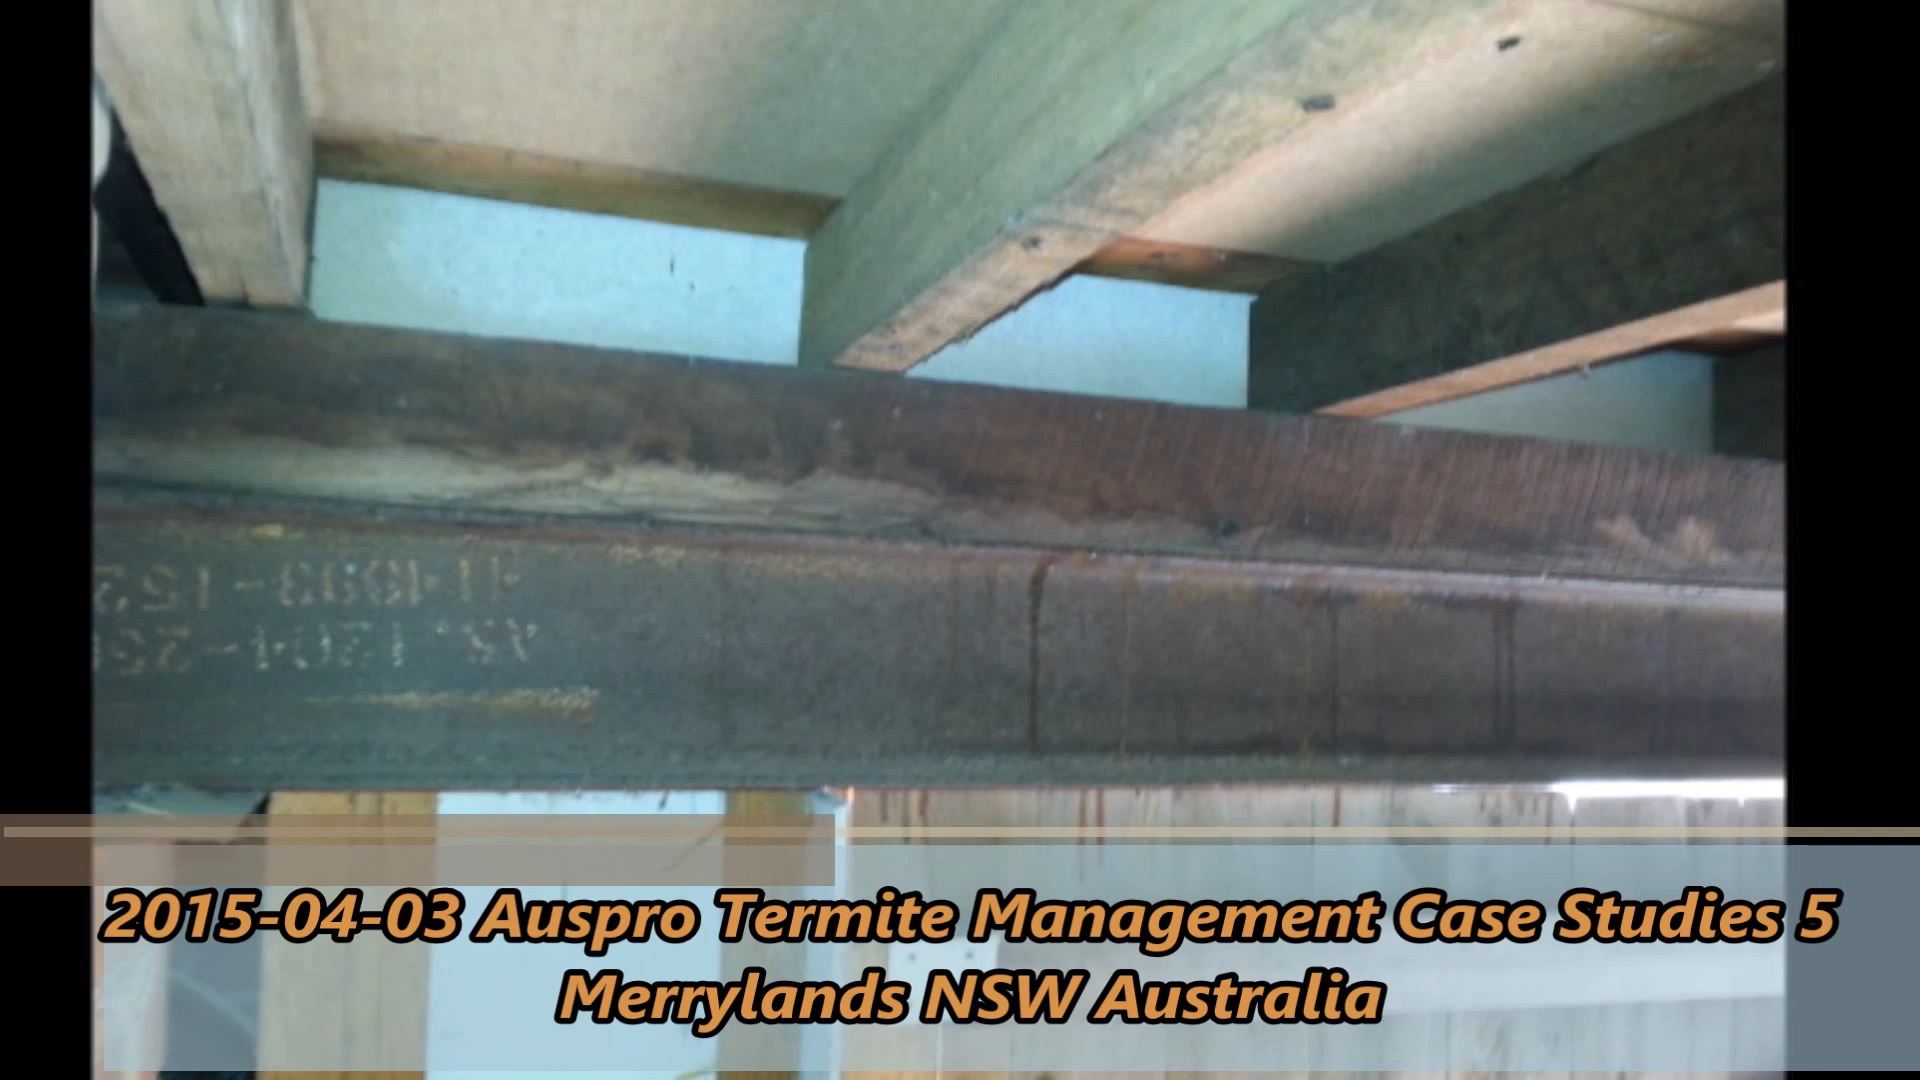 2015-04-03 Auspro Termite Management Case Studies 5
Merrylands NSW Australia